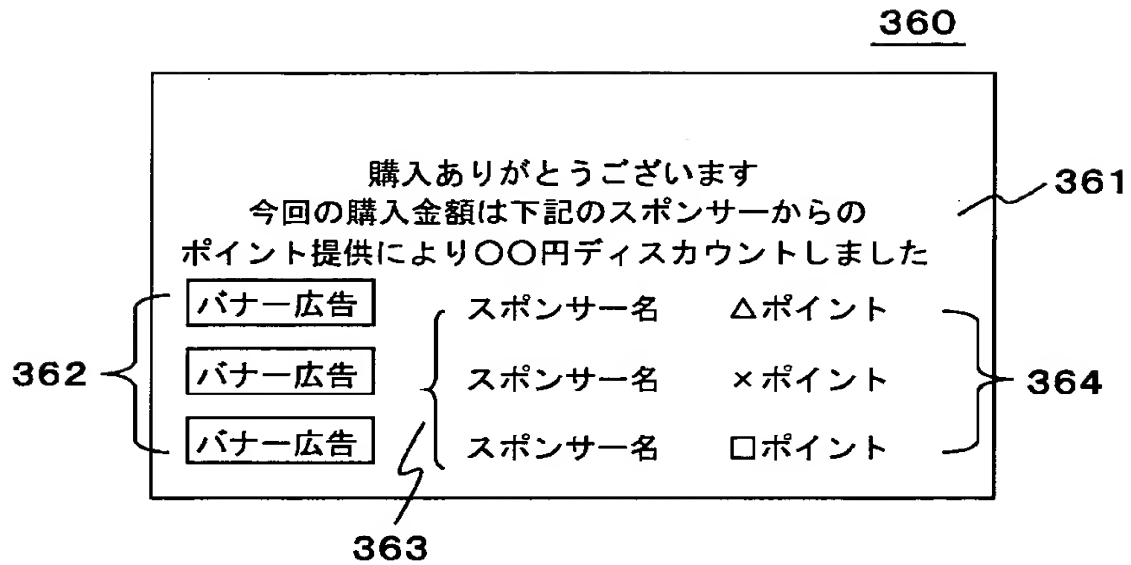 360
購入ありがとうございます
今回の購入金額は下記のスポンサーからの
ポイント提供により〇〇円ディスカウントしました
361
バナー広告 スポンサー名 △ポイント
バナー広告 スポンサー名 ×ポイント
バナー広告 スポンサー名 □ポイント
362
364
363